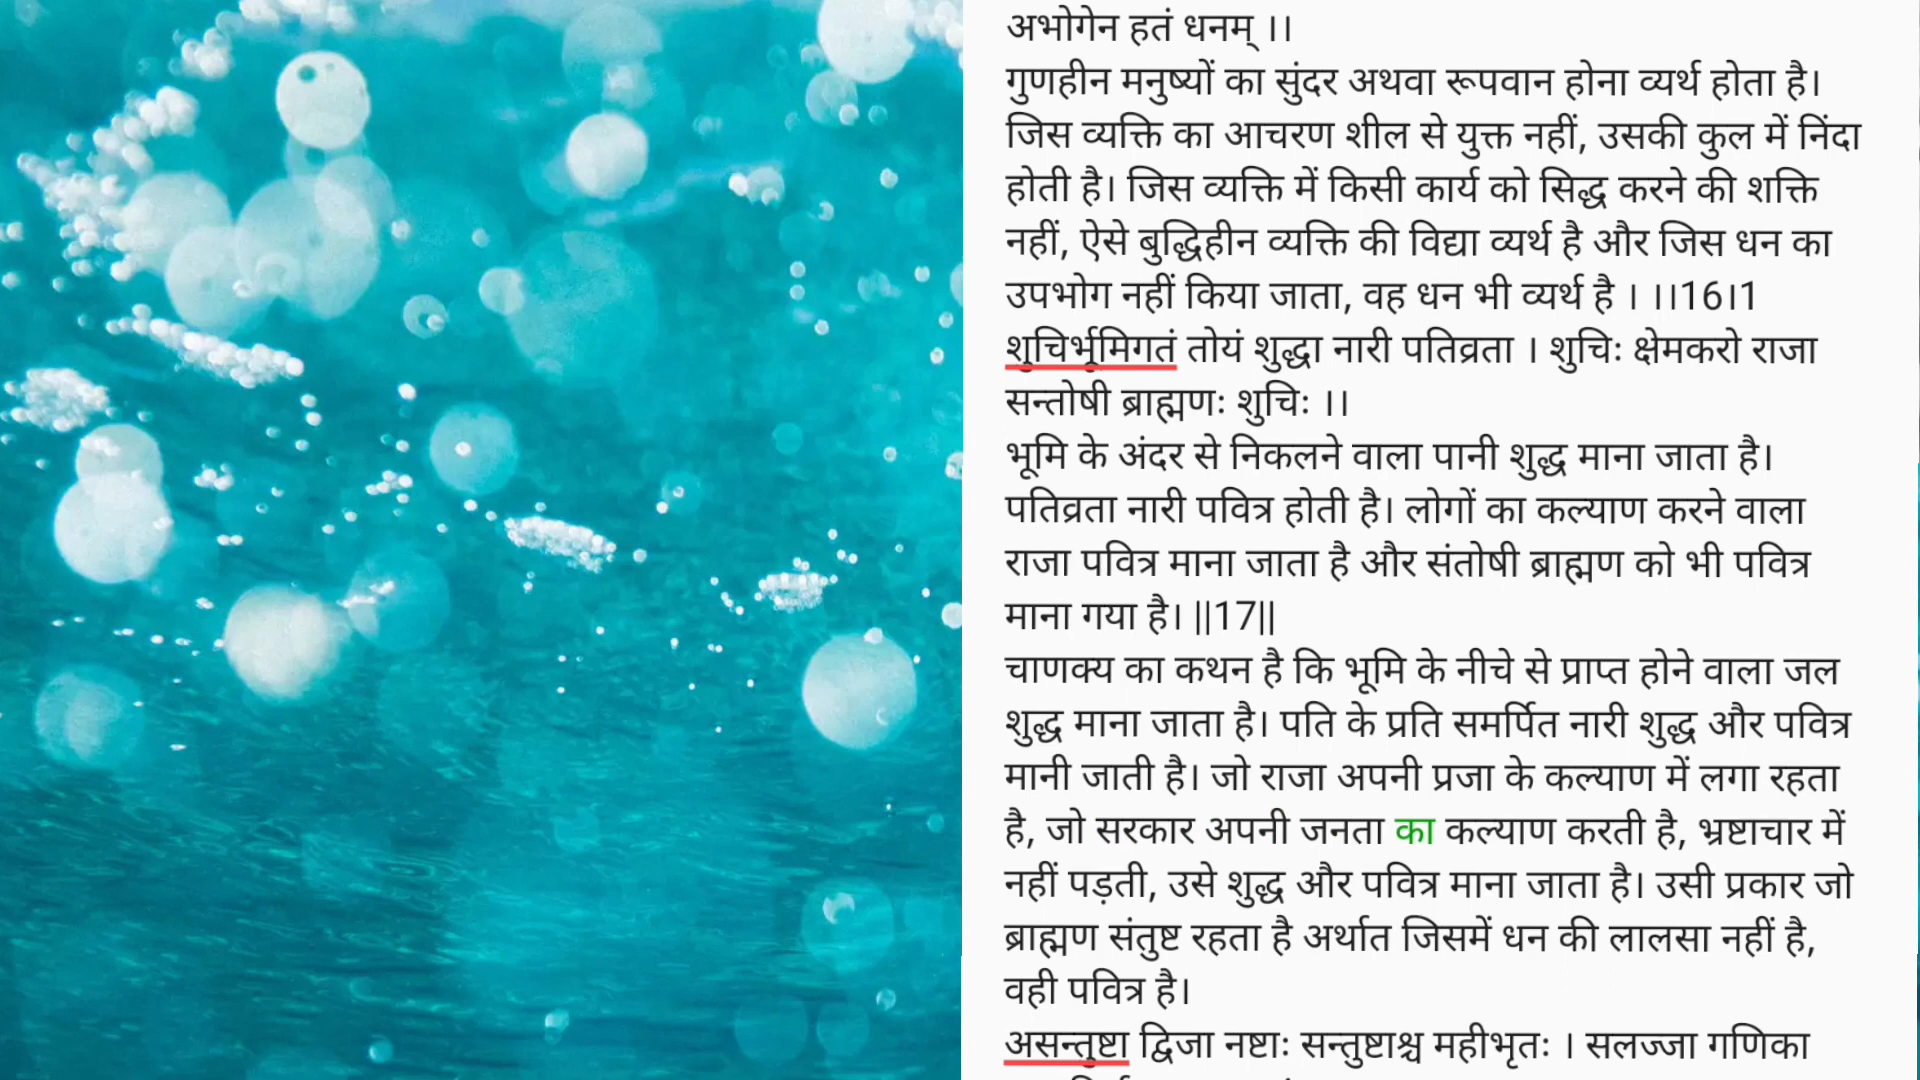 अभोगेन हतं धनम् ।।
गुणहीन मनुष्यों का सुंदर अथवा रूपवान होना व्यर्थ होता है।
जिस व्यक्ति का आचरण शील से युक्त नहीं, उसकी कुल में निंदा
होती है। जिस व्यक्ति में किसी कार्य को सिद्ध करने की शक्ति
नहीं, ऐसे बुद्धिहीन व्यक्ति की विद्या व्यर्थ है और जिस धन का
उपभोग नहीं किया जाता, वह धन भी व्यर्थ है । ।।16।1
शुचिर्भूमिगतं तोयं शुद्धा नारी पतिव्रता । शुचिः क्षेमकरो राजा
सन्तोषी ब्राह्मणः शुचिः ।।
भूमि के अंदर से निकलने वाला पानी शुद्ध माना जाता है।
पतिव्रता नारी पवित्र होती है। लोगों का कल्याण करने वाला
राजा पवित्र माना जाता है और संतोषी ब्राह्मण को भी पवित्र
माना गया है। ||17||
चाणक्य का कथन है कि भूमि के नीचे से प्राप्त होने वाला जल
शुद्ध माना जाता है। पति के प्रति समर्पित नारी शुद्ध और पवित्र
मानी जाती है। जो राजा अपनी प्रजा के कल्याण में लगा रहता
है, जो सरकार अपनी जनता का कल्याण करती है, भ्रष्टाचार में
नहीं पड़ती, उसे शुद्ध और पवित्र माना जाता है। उसी प्रकार जो
ब्राह्मण संतुष्ट रहता है अर्थात जिसमें धन की लालसा नहीं है,
वही पवित्र है।
असन्तुष्टा द्विजा नष्टाः सन्तुष्टाश्च महीभृतः । सलज्जा गणिका